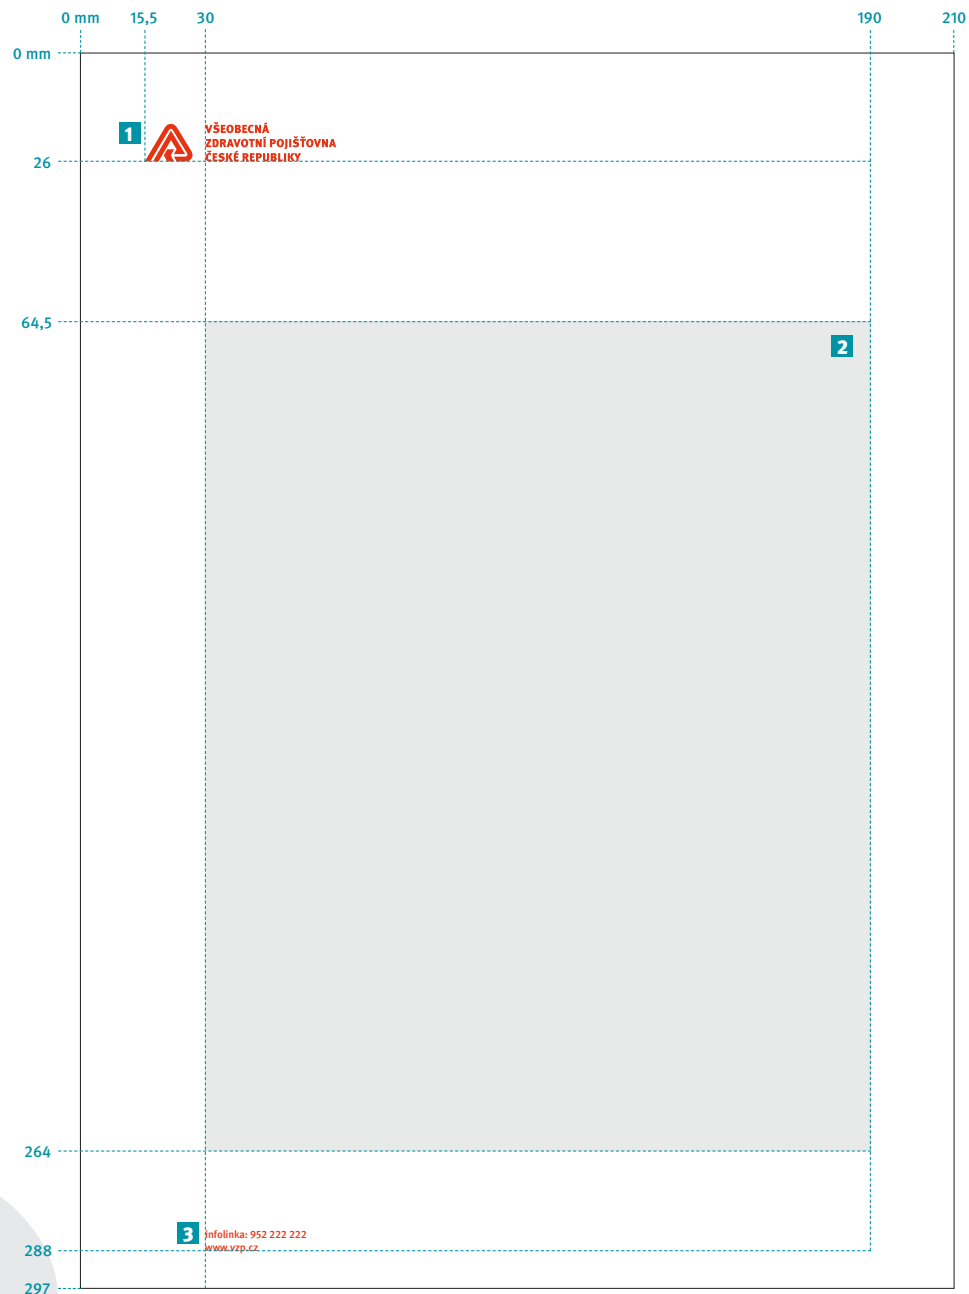 0 mm 15,5 30 190 210
0 mm
1
VŠEOBECNÁ
ZDRAVOTNÍ POJIŠŤOVNA
ČESKÉ REPUBLIKY
26
64,5
2
264
3
Infolinka: 952 222 222
www.vzp.cz
288
297